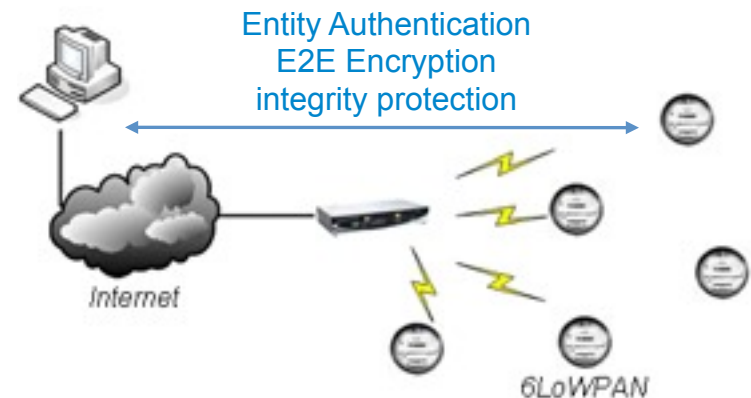 Entity Authentication
E2E Encryption
integrity protection
Internet
6LoWPAN